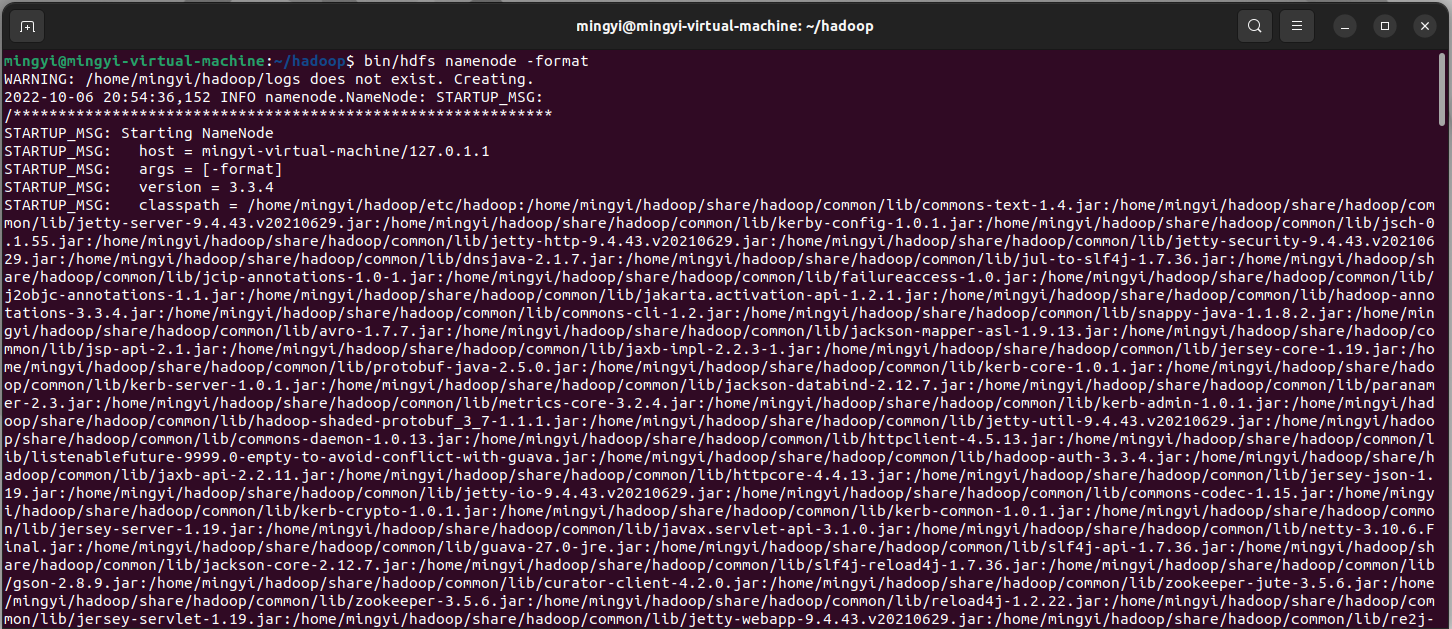 mingyi@mingyi-virtual-machine: ~/hadoop
mingyi@mingyi-virtual-machine:~/hadoop$ bin/hdfs namenode -format
WARNING: /home/mingyi/hadoop/logs does not exist. Creating.
2022-10-06 20:54:36,152 INFO namenode.NameNode: STARTUP_MSG:
/************************************************************
STARTUP_MSG: Starting NameNode
STARTUP_MSG:   host = mingyi-virtual-machine/127.0.1.1
STARTUP_MSG:   args = [-format]
STARTUP_MSG:   version = 3.3.4
STARTUP_MSG:   classpath = /home/mingyi/hadoop/etc/hadoop:/home/mingyi/hadoop/share/hadoop/common/lib/commons-text-1.4.jar:/home/mingyi/hadoop/share/hadoop/com
mon/lib/jetty-server-9.4.43.v20210629.jar:/home/mingyi/hadoop/share/hadoop/common/lib/kerby-config-1.0.1.jar:/home/mingyi/hadoop/share/hadoop/common/lib/jsch-0
.1.55.jar:/home/mingyi/hadoop/share/hadoop/common/lib/jetty-http-9.4.43.v20210629.jar:/home/mingyi/hadoop/share/hadoop/common/lib/jetty-security-9.4.43.v202106
29.jar:/home/mingyi/hadoop/share/hadoop/common/lib/dnsjava-2.1.7.jar:/home/mingyi/hadoop/share/hadoop/common/lib/jul-to-slf4j-1.7.36.jar:/home/mingyi/hadoop/sh
are/hadoop/common/lib/jcip-annotations-1.0-1.jar:/home/mingyi/hadoop/share/hadoop/common/lib/failureaccess-1.0.jar:/home/mingyi/hadoop/share/hadoop/common/lib/
j2objc-annotations-1.1.jar:/home/mingyi/hadoop/share/hadoop/common/lib/jakarta.activation-api-1.2.1.jar:/home/mingyi/hadoop/share/hadoop/common/lib/hadoop-anno
tations-3.3.4.jar:/home/mingyi/hadoop/share/hadoop/common/lib/commons-cli-1.2.jar:/home/mingyi/hadoop/share/hadoop/common/lib/snappy-java-1.1.8.2.jar:/home/min
gyi/hadoop/share/hadoop/common/lib/avro-1.7.7.jar:/home/mingyi/hadoop/share/hadoop/common/lib/jackson-mapper-asl-1.9.13.jar:/home/mingyi/hadoop/share/hadoop/co
mmon/lib/jsp-api-2.1.jar:/home/mingyi/hadoop/share/hadoop/common/lib/jaxb-impl-2.2.3-1.jar:/home/mingyi/hadoop/share/hadoop/common/lib/jersey-core-1.19.jar:/ho
me/mingyi/hadoop/share/hadoop/common/lib/protobuf-java-2.5.0.jar:/home/mingyi/hadoop/share/hadoop/common/lib/kerb-core-1.0.1.jar:/home/mingyi/hadoop/share/hado
op/common/lib/kerb-server-1.0.1.jar:/home/mingyi/hadoop/share/hadoop/common/lib/jackson-databind-2.12.7.jar:/home/mingyi/hadoop/share/hadoop/common/lib/paranam
er-2.3.jar:/home/mingyi/hadoop/share/hadoop/common/lib/metrics-core-3.2.4.jar:/home/mingyi/hadoop/share/hadoop/common/lib/kerb-admin-1.0.1.jar:/home/mingyi/had
oop/share/hadoop/common/lib/hadoop-shaded-protobuf_3_7-1.1.1.jar:/home/mingyi/hadoop/share/hadoop/common/lib/jetty-util-9.4.43.v20210629.jar:/home/mingyi/hadoo
p/share/hadoop/common/lib/commons-daemon-1.0.13.jar:/home/mingyi/hadoop/share/hadoop/common/lib/httpclient-4.5.13.jar:/home/mingyi/hadoop/share/hadoop/common/l
ib/listenablefuture-9999.0-empty-to-avoid-conflict-with-guava.jar:/home/mingyi/hadoop/share/hadoop/common/lib/hadoop-auth-3.3.4.jar:/home/mingyi/hadoop/share/h
adoop/common/lib/jaxb-api-2.2.11.jar:/home/mingyi/hadoop/share/hadoop/common/lib/httpcore-4.4.13.jar:/home/mingyi/hadoop/share/hadoop/common/lib/jersey-json-1.
19.jar:/home/mingyi/hadoop/share/hadoop/common/lib/jetty-io-9.4.43.v20210629.jar:/home/mingyi/hadoop/share/hadoop/common/lib/commons-codec-1.15.jar:/home/mingy
i/hadoop/share/hadoop/common/lib/kerb-crypto-1.0.1.jar:/home/mingyi/hadoop/share/hadoop/common/lib/kerb-common-1.0.1.jar:/home/mingyi/hadoop/share/hadoop/commo
n/lib/jersey-server-1.19.jar:/home/mingyi/hadoop/share/hadoop/common/lib/javax.servlet-api-3.1.0.jar:/home/mingyi/hadoop/share/hadoop/common/lib/netty-3.10.6.F
inal.jar:/home/mingyi/hadoop/share/hadoop/common/lib/guava-27.0-jre.jar:/home/mingyi/hadoop/share/hadoop/common/lib/slf4j-api-1.7.36.jar:/home/mingyi/hadoop/sh
are/hadoop/common/lib/jackson-core-2.12.7.jar:/home/mingyi/hadoop/share/hadoop/common/lib/slf4j-reload4j-1.7.36.jar:/home/mingyi/hadoop/share/hadoop/common/lib
/gson-2.8.9.jar:/home/mingyi/hadoop/share/hadoop/common/lib/curator-client-4.2.0.jar:/home/mingyi/hadoop/share/hadoop/common/lib/zookeeper-jute-3.5.6.jar:/home
/mingyi/hadoop/share/hadoop/common/lib/zookeeper-3.5.6.jar:/home/mingyi/hadoop/share/hadoop/common/lib/reload4j-1.2.22.jar:/home/mingyi/hadoop/share/hadoop/com
mon/lib/jersey-servlet-1.19.jar:/home/mingyi/hadoop/share/hadoop/common/lib/jetty-webapp-9.4.43.v20210629.jar:/home/mingyi/hadoop/share/hadoop/common/lib/re2j-